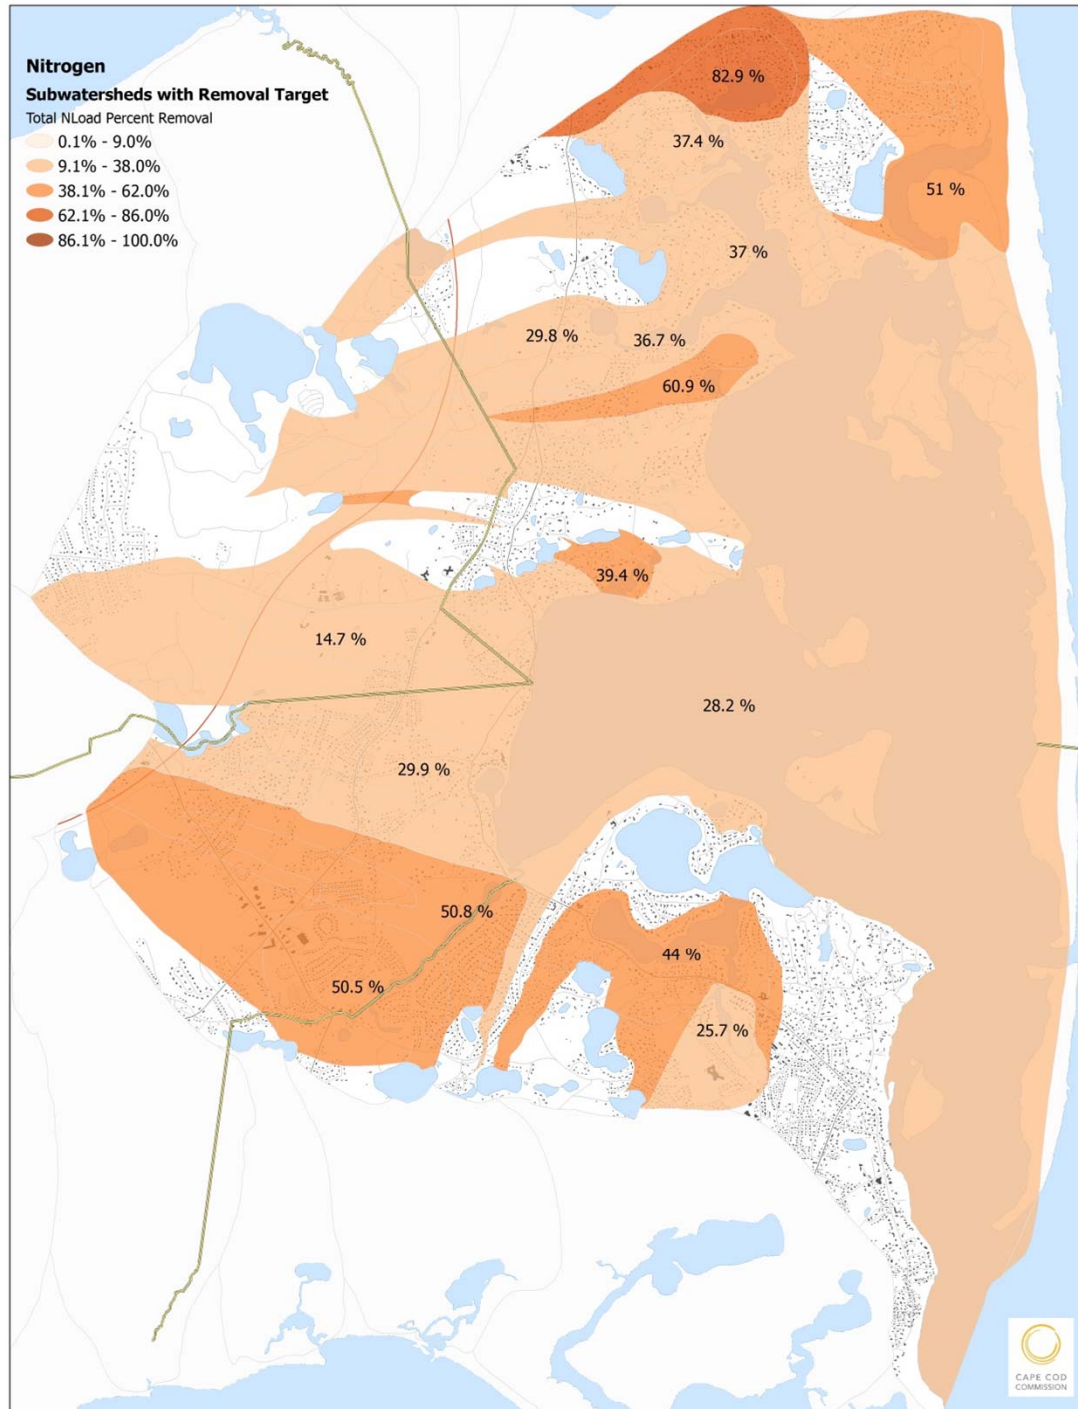 Nitrogen
Subwatersheds with Removal Target
Total NLoad Percent Removal
0.1% - 9.0%
9.1% - 38.0%
38.1% - 62.0%
62.1% - 86.0%
86.1% - 100.0%
82.9 %
37.4 %
51 %
37 %
29.8 %
36.7 %
60.9 %
39.4 %
14.7 %
28.2 %
29.9 %
50.8 %
44 %
50.5 %
25.7 %
CAPE COD
COMMISSION